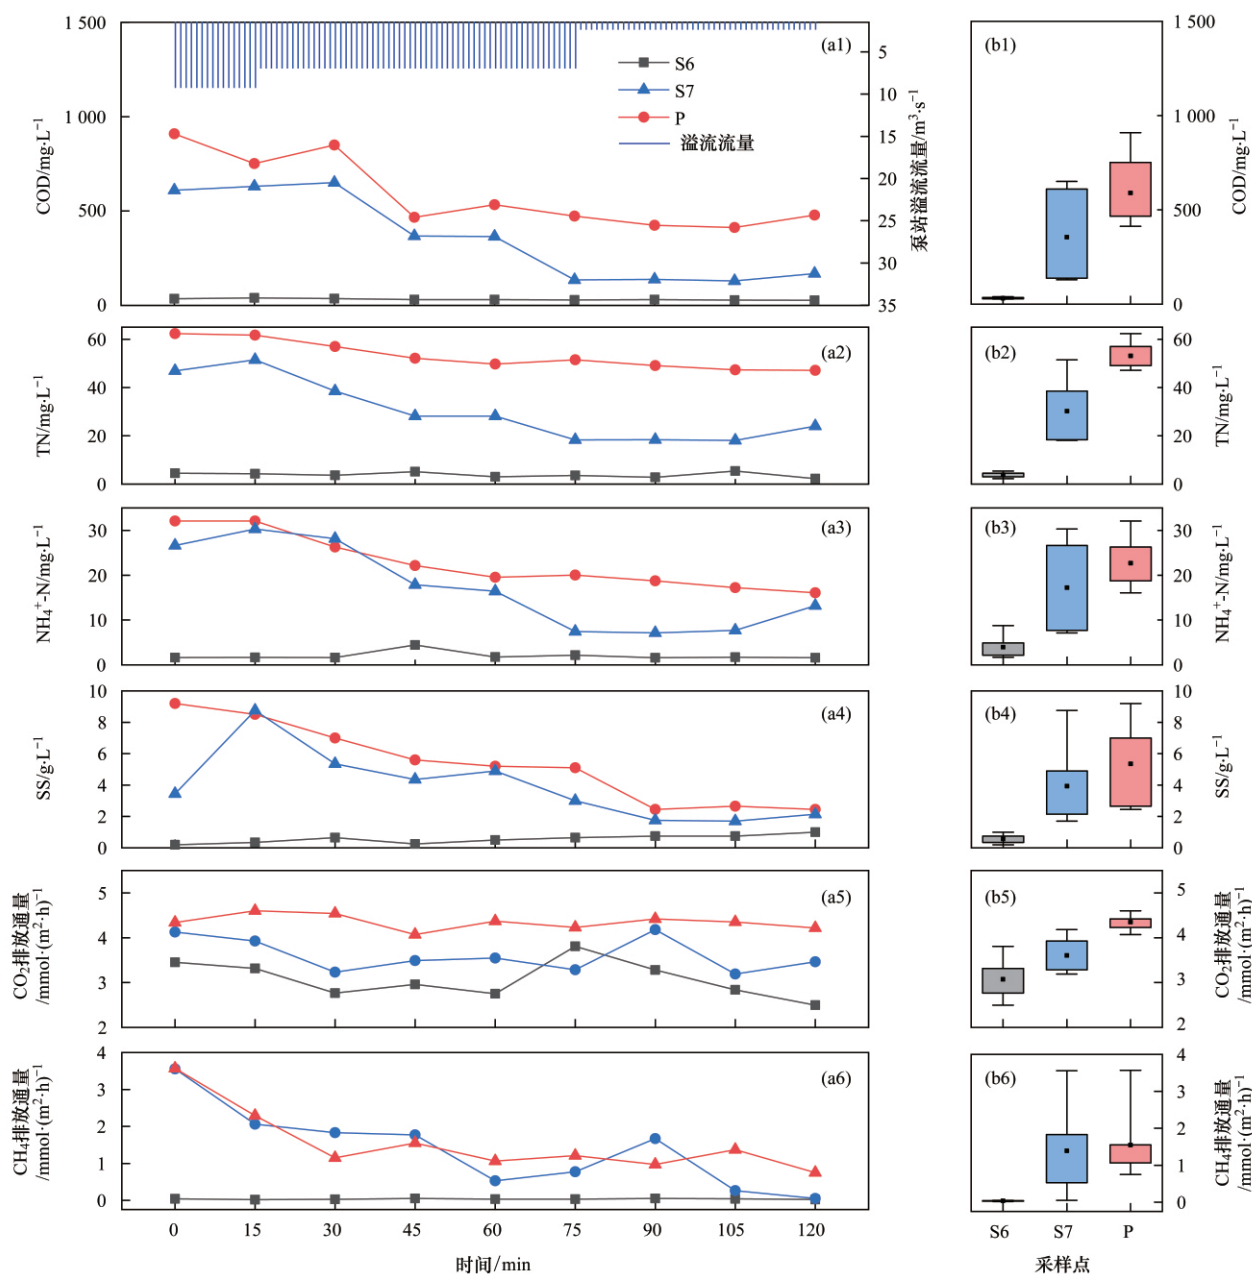 1 500
1 000
500
0
COD/mg·L⁻¹
(a1)
S6
S7
P
溢流流量
5
10
15
20
25
30
35
泵站溢流流量/m³·s⁻¹
(b1)
1 500
1 000
500
0
COD/mg·L⁻¹
60
40
20
0
TN/mg·L⁻¹
(a2)
(b2)
60
40
20
0
TN/mg·L⁻¹
30
20
10
0
NH₄⁺-N/mg·L⁻¹
(a3)
(b3)
30
20
10
0
NH₄⁺-N/mg·L⁻¹
10
8
6
4
2
0
SS/g·L⁻¹
(a4)
(b4)
10
8
6
4
2
0
SS/g·L⁻¹
5
4
3
2
CO₂排放通量
/mmol·(m²·h)⁻¹
(a5)
(b5)
5
4
3
2
CO₂排放通量
/mmol·(m²·h)⁻¹
4
3
2
1
0
CH₄排放通量
/mmol·(m²·h)⁻¹
(a6)
(b6)
4
3
2
1
0
CH₄排放通量
/mmol·(m²·h)⁻¹
0 15 30 45 60 75 90 105 120
时间/min
S6 S7 P
采样点